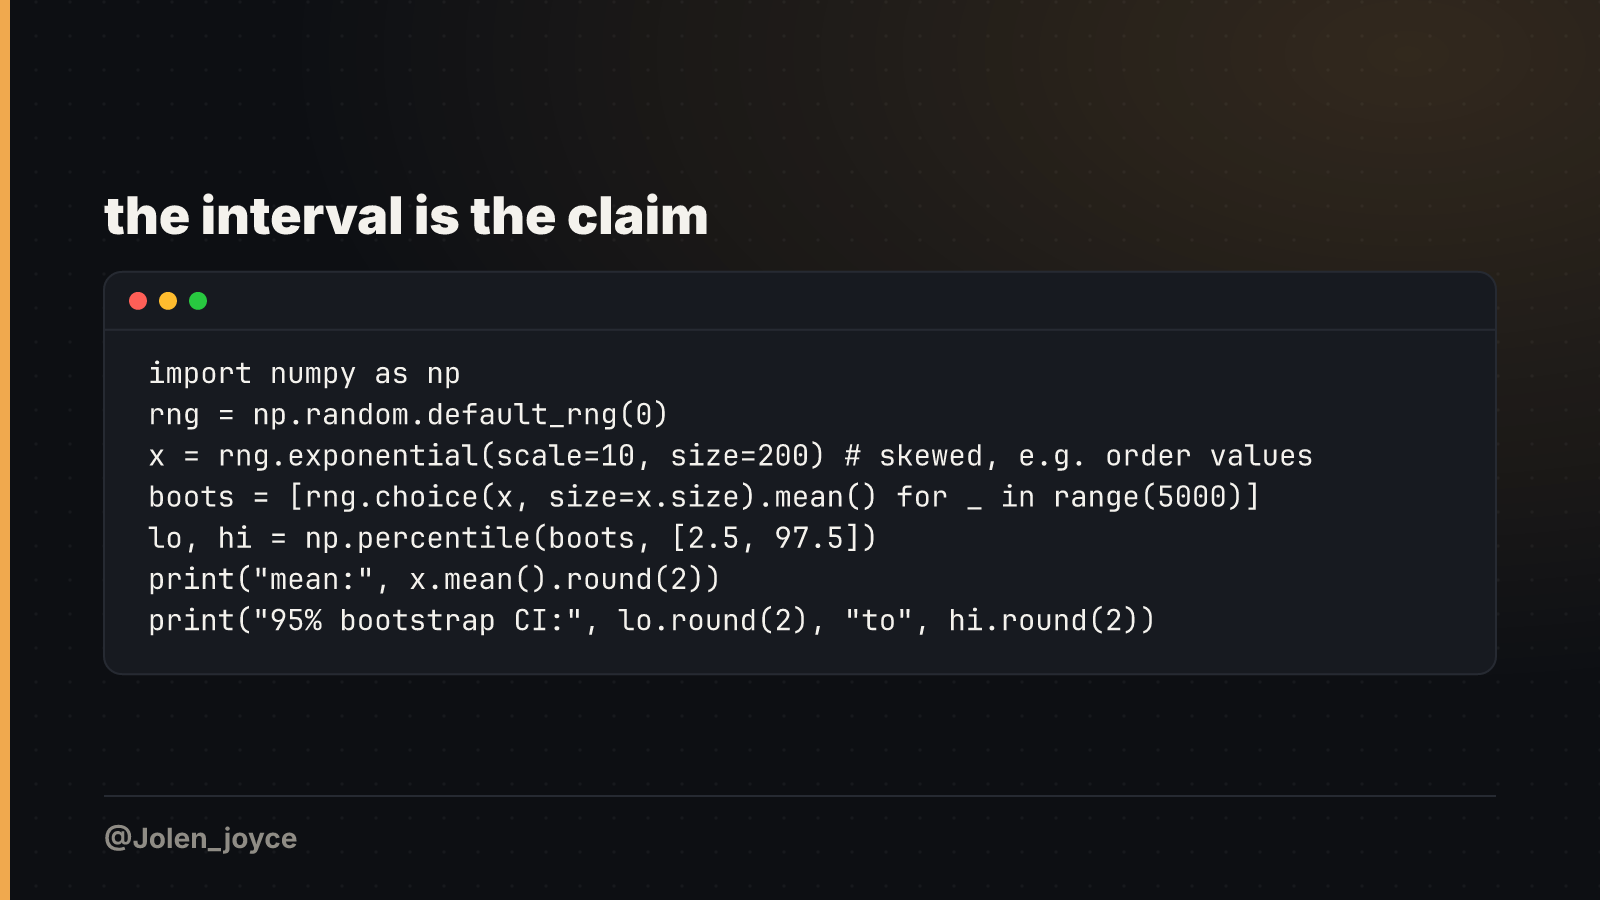 the interval is the claim
import numpy as np
rng = np.random.default_rng(0)
x = rng.exponential(scale=10, size=200) # skewed, e.g. order values
boots = [rng.choice(x, size=x.size).mean() for _ in range(5000)]
lo, hi = np.percentile(boots, [2.5, 97.5])
print("mean:", x.mean().round(2))
print("95% bootstrap CI:", lo.round(2), "to", hi.round(2))
@Jolen_joyce